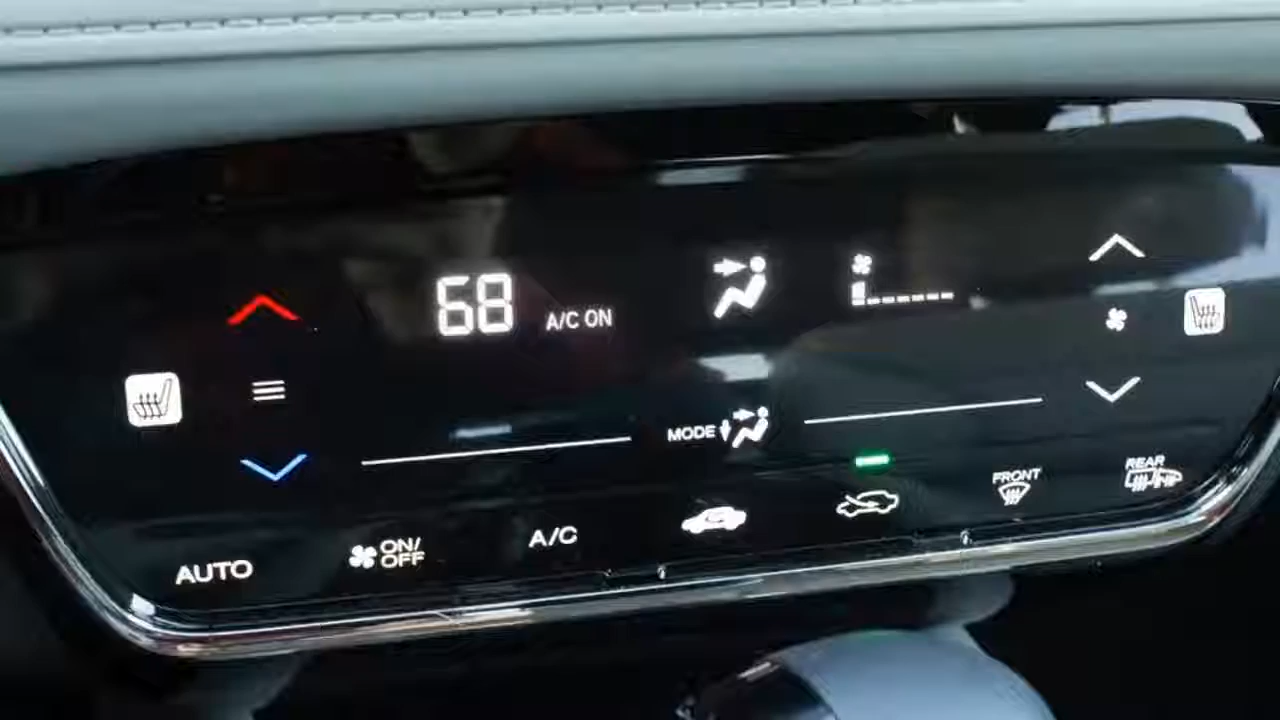 68
A/C ON
MODE
FRONT
REAR
ON/
OFF
A/C
AUTO